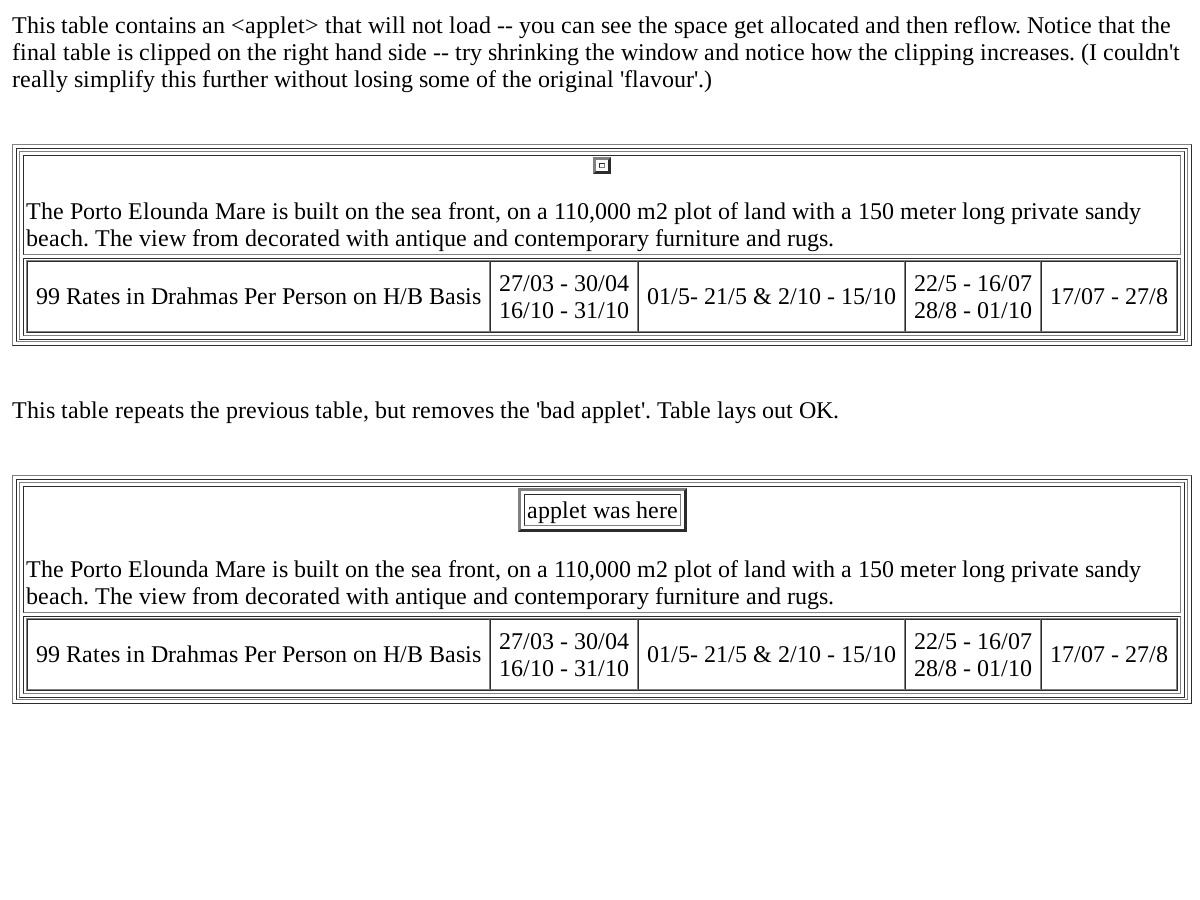 This table contains an <applet> that will not load -- you can see the space get allocated and then reflow. Notice that the
final table is clipped on the right hand side -- try shrinking the window and notice how the clipping increases. (I couldn't
really simplify this further without losing some of the original 'flavour'.)
The Porto Elounda Mare is built on the sea front, on a 110,000 m2 plot of land with a 150 meter long private sandy
beach. The view from decorated with antique and contemporary furniture and rugs.
99 Rates in Drahmas Per Person on H/B Basis
27/03 - 30/04
16/10 - 31/10
01/5- 21/5 & 2/10 - 15/10
22/5 - 16/07
28/8 - 01/10
17/07 - 27/8
This table repeats the previous table, but removes the 'bad applet'. Table lays out OK.
applet was here
The Porto Elounda Mare is built on the sea front, on a 110,000 m2 plot of land with a 150 meter long private sandy
beach. The view from decorated with antique and contemporary furniture and rugs.
99 Rates in Drahmas Per Person on H/B Basis
27/03 - 30/04
16/10 - 31/10
01/5- 21/5 & 2/10 - 15/10
22/5 - 16/07
28/8 - 01/10
17/07 - 27/8